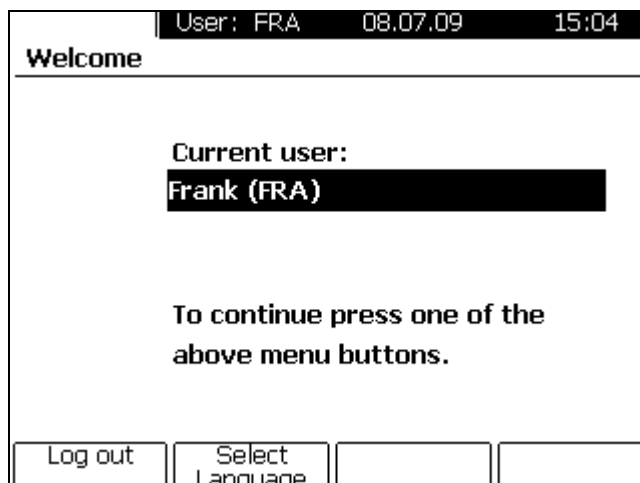 User: FRA 08.07.09 15:04
Welcome
Current user:
Frank (FRA)
To continue press one of the
above menu buttons.
Log out Select
Language